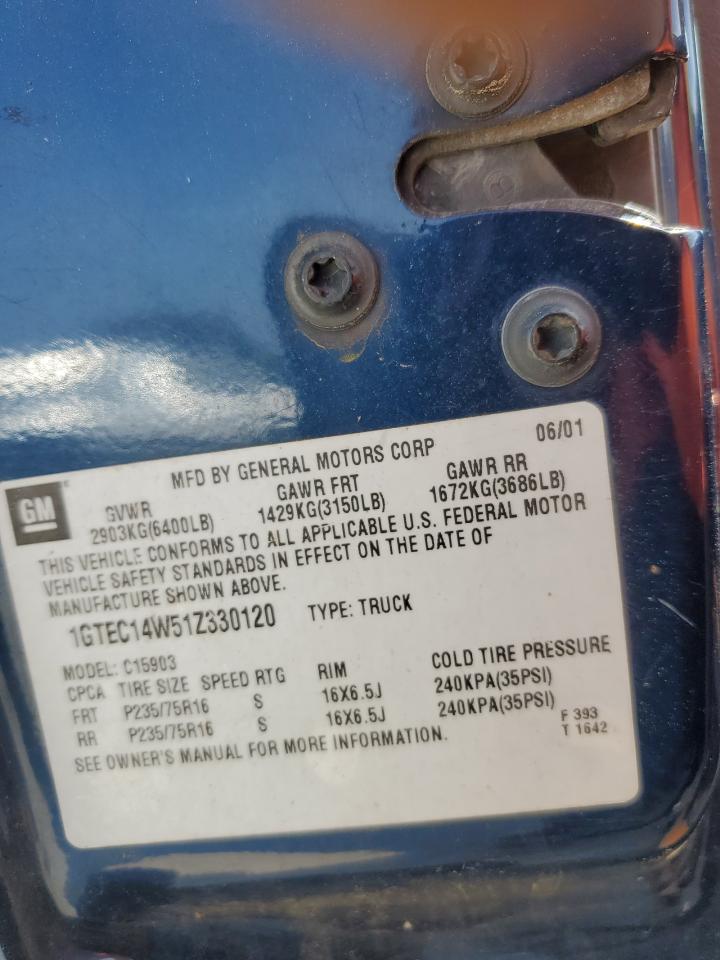 GM
MFD BY GENERAL MOTORS CORP 06/01
GVWR GAWR FRT GAWR RR
2903KG(6400LB) 1429KG(3150LB) 1672KG(3686LB)
THIS VEHICLE CONFORMS TO ALL APPLICABLE U.S. FEDERAL MOTOR
VEHICLE SAFETY STANDARDS IN EFFECT ON THE DATE OF
MANUFACTURE SHOWN ABOVE.
1GTEC14W51Z330120 TYPE: TRUCK
MODEL: C15903
CPCA TIRE SIZE SPEED RTG RIM COLD TIRE PRESSURE
FRT P235/75R16 S 16X6.5J 240KPA(35PSI)
RR P235/75R16 S 16X6.5J 240KPA(35PSI)
SEE OWNER'S MANUAL FOR MORE INFORMATION.
F 393
T 1642